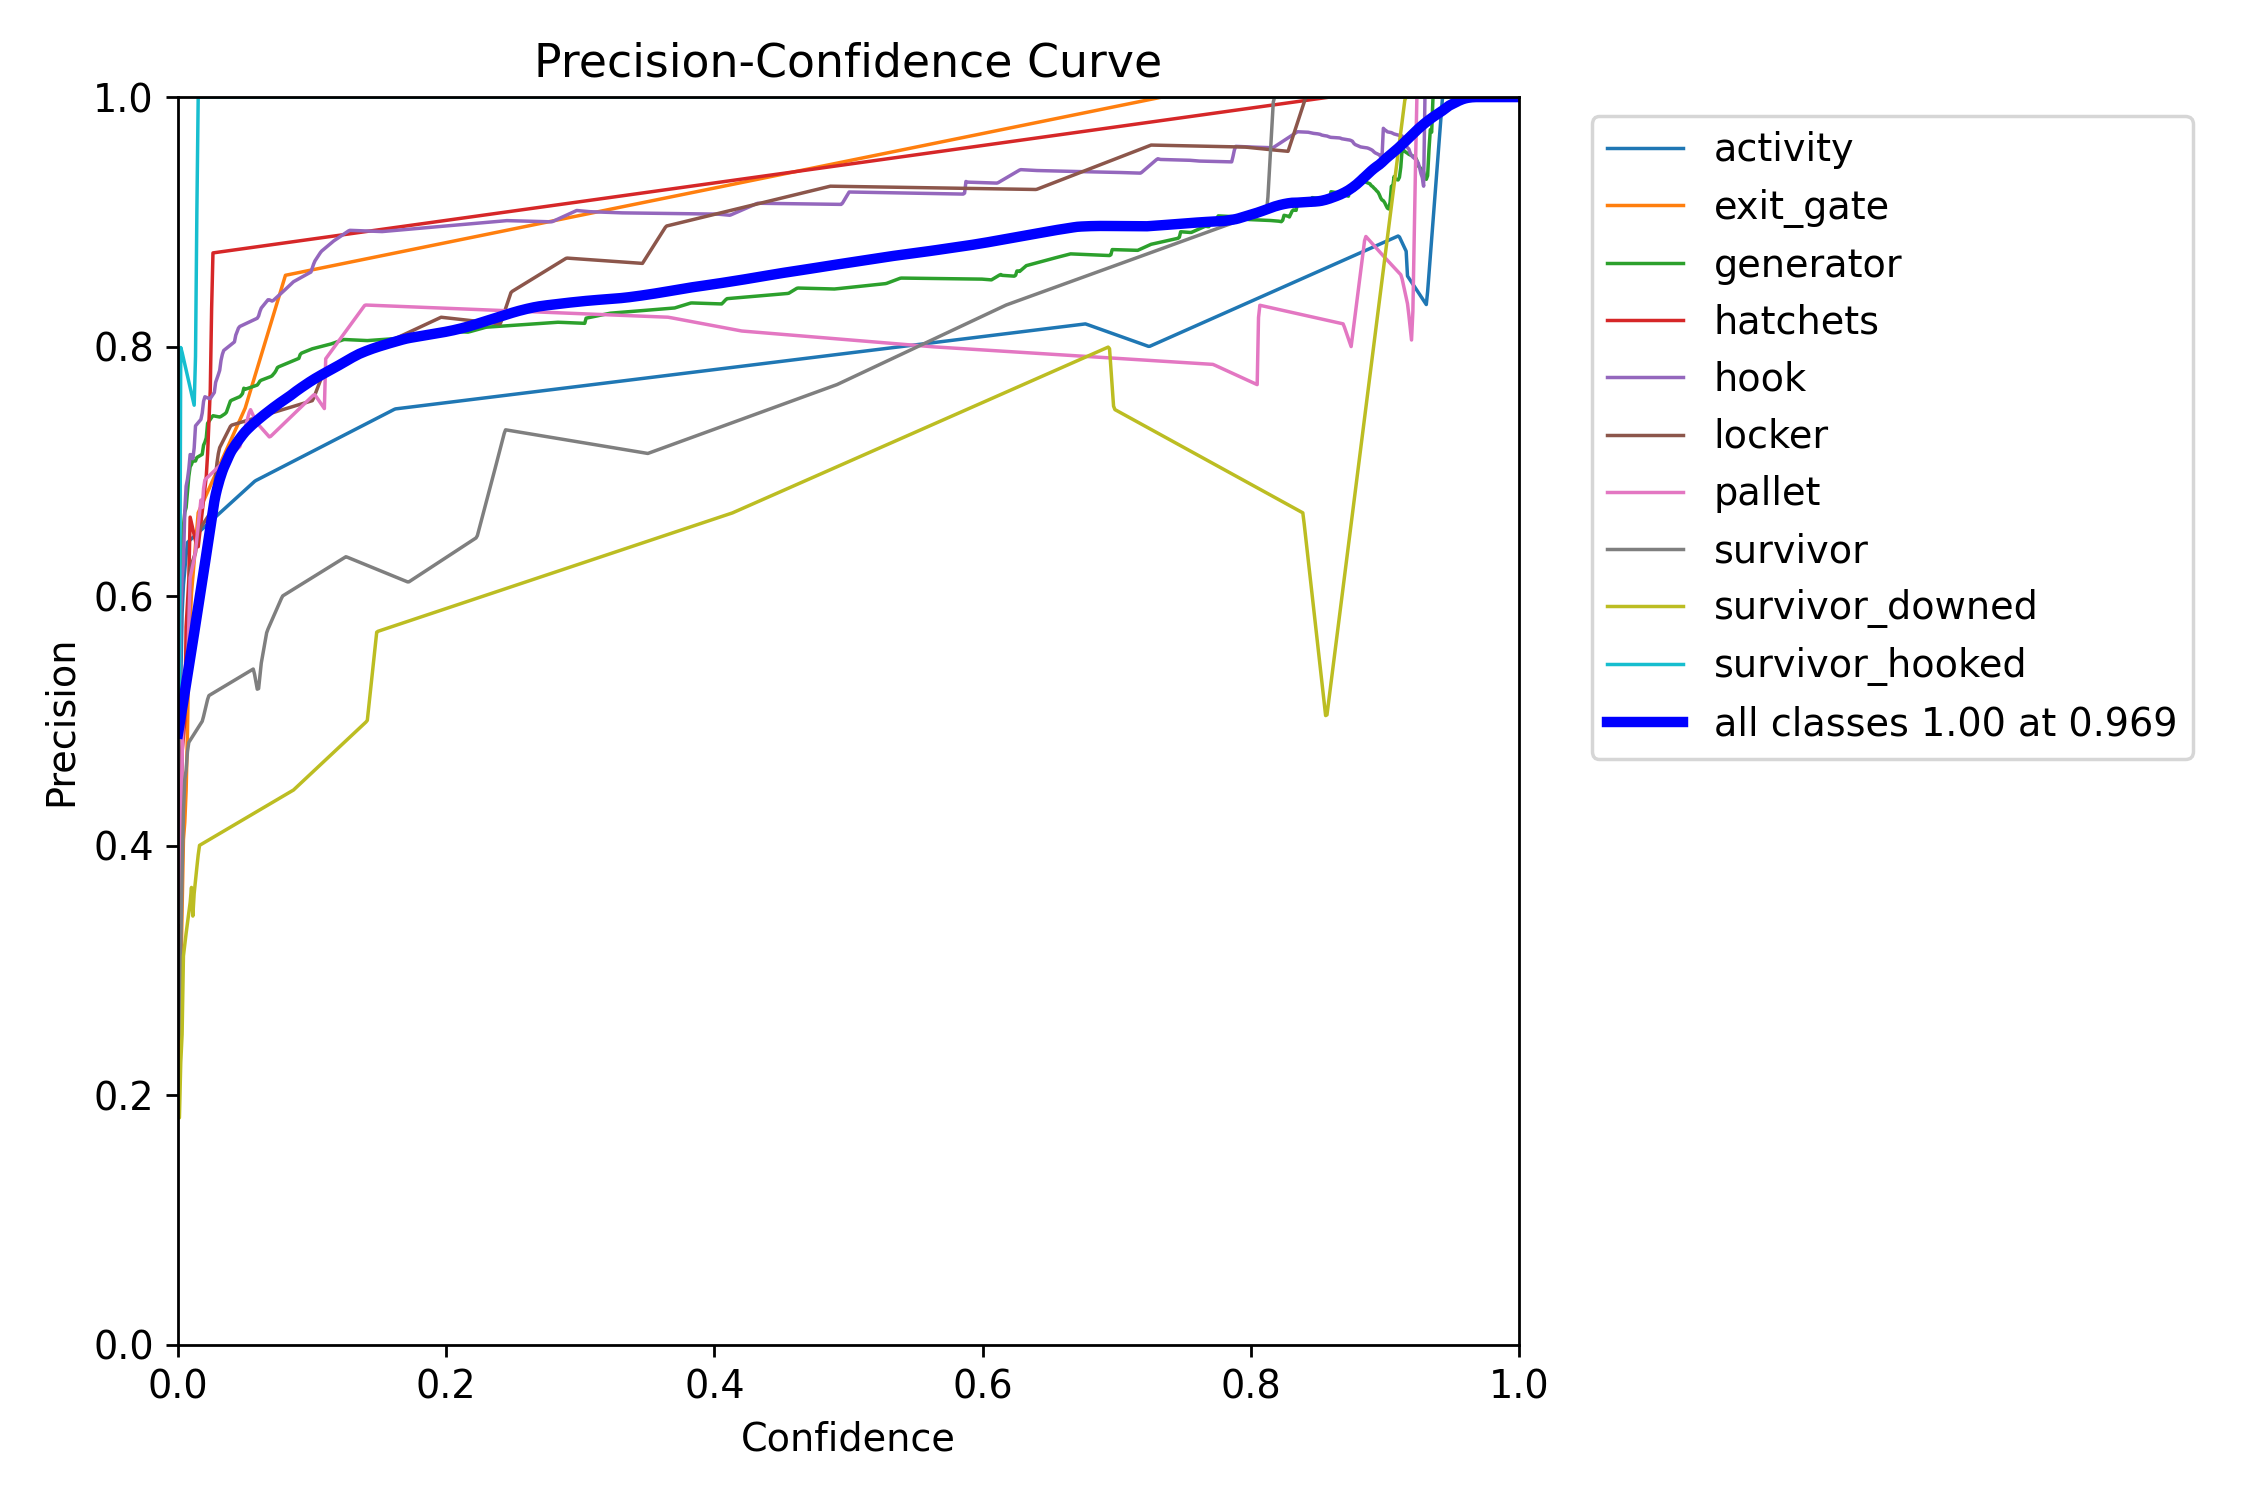 Precision-Confidence Curve
1.0
0.8
0.6
0.4
0.2
0.0
Precision
0.0 0.2 0.4 0.6 0.8 1.0
Confidence
activity
exit_gate
generator
hatchets
hook
locker
pallet
survivor
survivor_downed
survivor_hooked
all classes 1.00 at 0.969